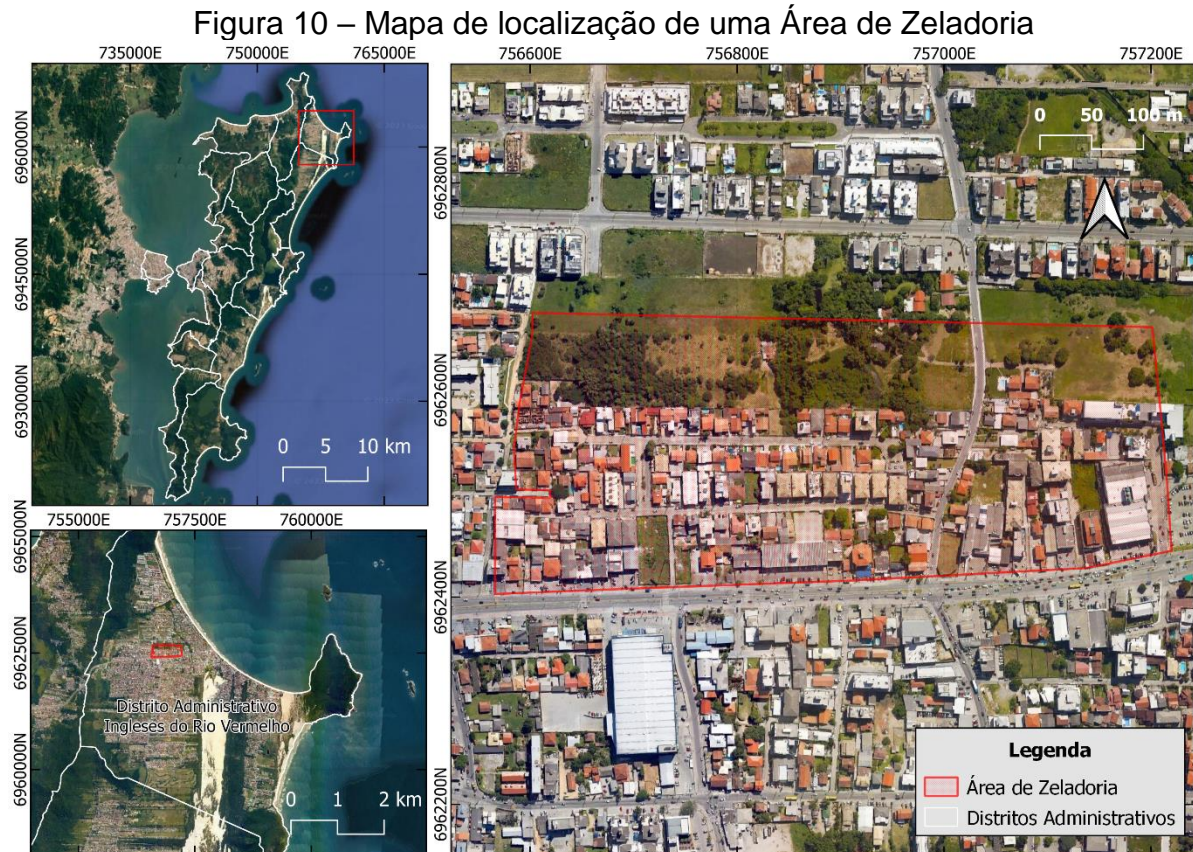 Figura 10 – Mapa de localização de uma Área de Zeladoria
735000E 750000E 765000E
6960000N
6945000N
6930000N
0 5 10 km
755000E 757500E 760000E
6965000N
6962500N
6960000N
Distrito Administrativo
Ingleses do Rio Vermelho
0 1 2 km
756600E 756800E 757000E 757200E
6962800N
6962600N
6962400N
6962200N
0 50 100 m
Legenda
Área de Zeladoria
Distritos Administrativos